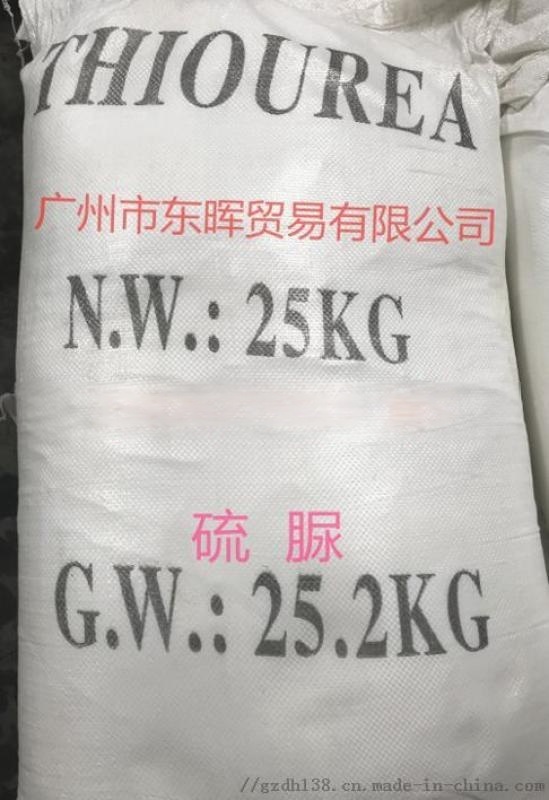 THIOUREA
广州市东晖贸易有限公司
N.W.: 25KG
硫 脲
G.W.: 25.2KG
https://gzdh138.cn.made-in-china.com/